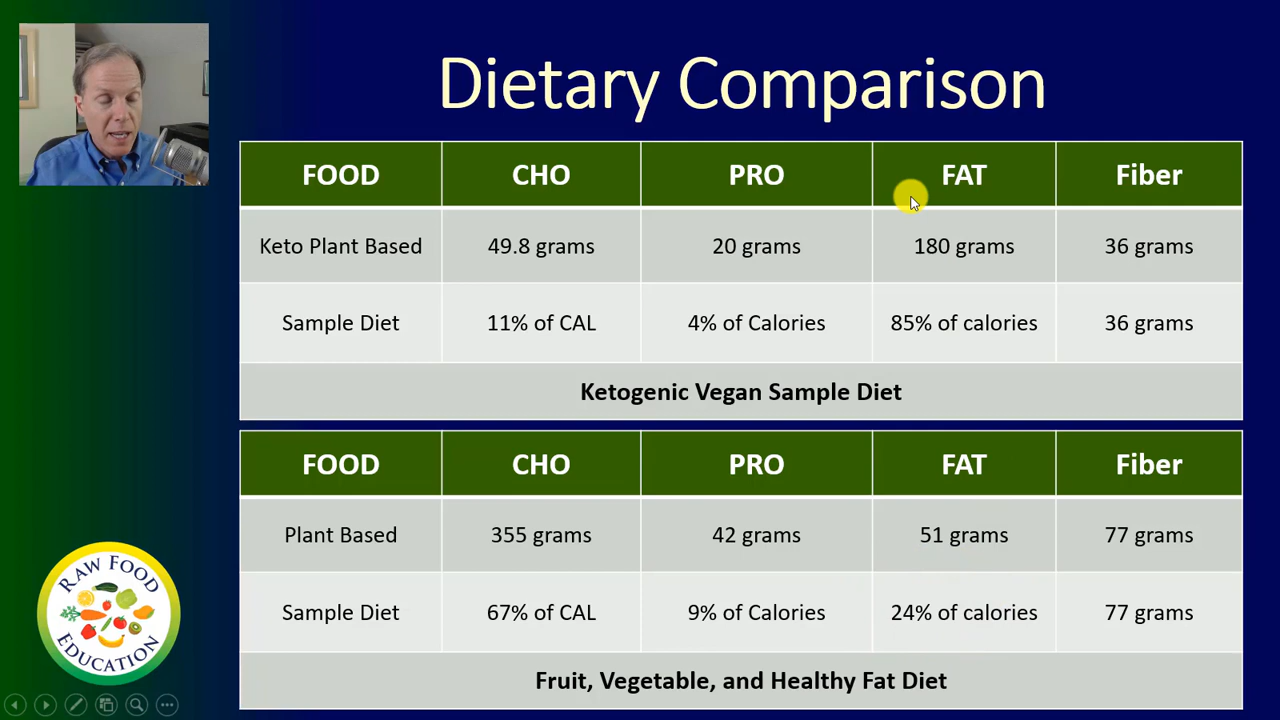 Dietary Comparison
FOOD CHO PRO FAT Fiber
Keto Plant Based 49.8 grams 20 grams 180 grams 36 grams
Sample Diet 11% of CAL 4% of Calories 85% of calories 36 grams
Ketogenic Vegan Sample Diet
FOOD CHO PRO FAT Fiber
Plant Based 355 grams 42 grams 51 grams 77 grams
Sample Diet 67% of CAL 9% of Calories 24% of calories 77 grams
Fruit, Vegetable, and Healthy Fat Diet
RAW FOOD
EDUCATION